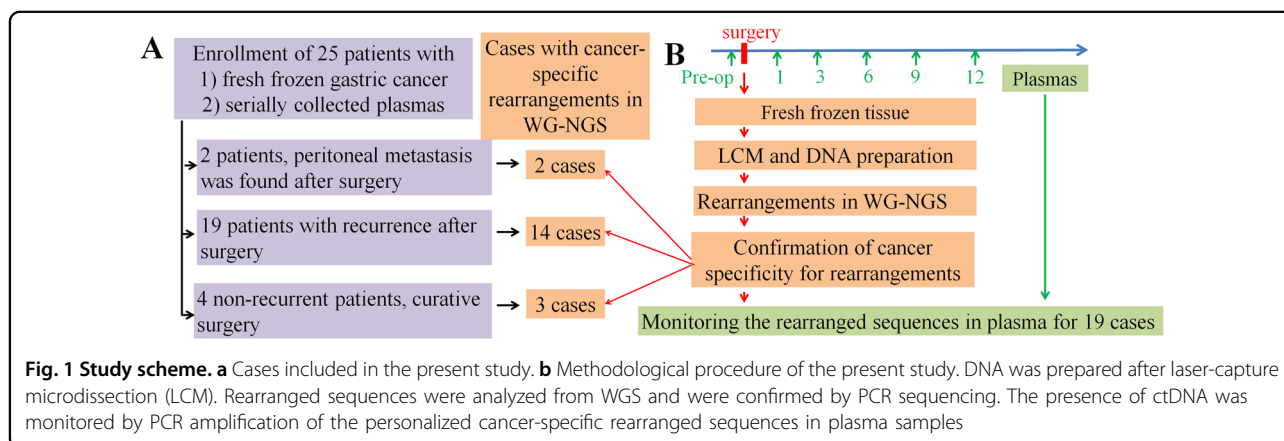 A
Enrollment of 25 patients with
1) fresh frozen gastric cancer
2) serially collected plasmas
Cases with cancer-
specific
rearrangements in
WG-NGS
2 patients, peritoneal metastasis
was found after surgery
2 cases
19 patients with recurrence after
surgery
14 cases
4 non-recurrent patients, curative
surgery
3 cases
B
surgery
Pre-op
1
3
6
9
12
Plasmas
Fresh frozen tissue
LCM and DNA preparation
Rearrangements in WG-NGS
Confirmation of cancer
specificity for rearrangements
Monitoring the rearranged sequences in plasma for 19 cases
Fig. 1 Study scheme. a Cases included in the present study. b Methodological procedure of the present study. DNA was prepared after laser-capture
microdissection (LCM). Rearranged sequences were analyzed from WGS and were confirmed by PCR sequencing. The presence of ctDNA was
monitored by PCR amplification of the personalized cancer-specific rearranged sequences in plasma samples